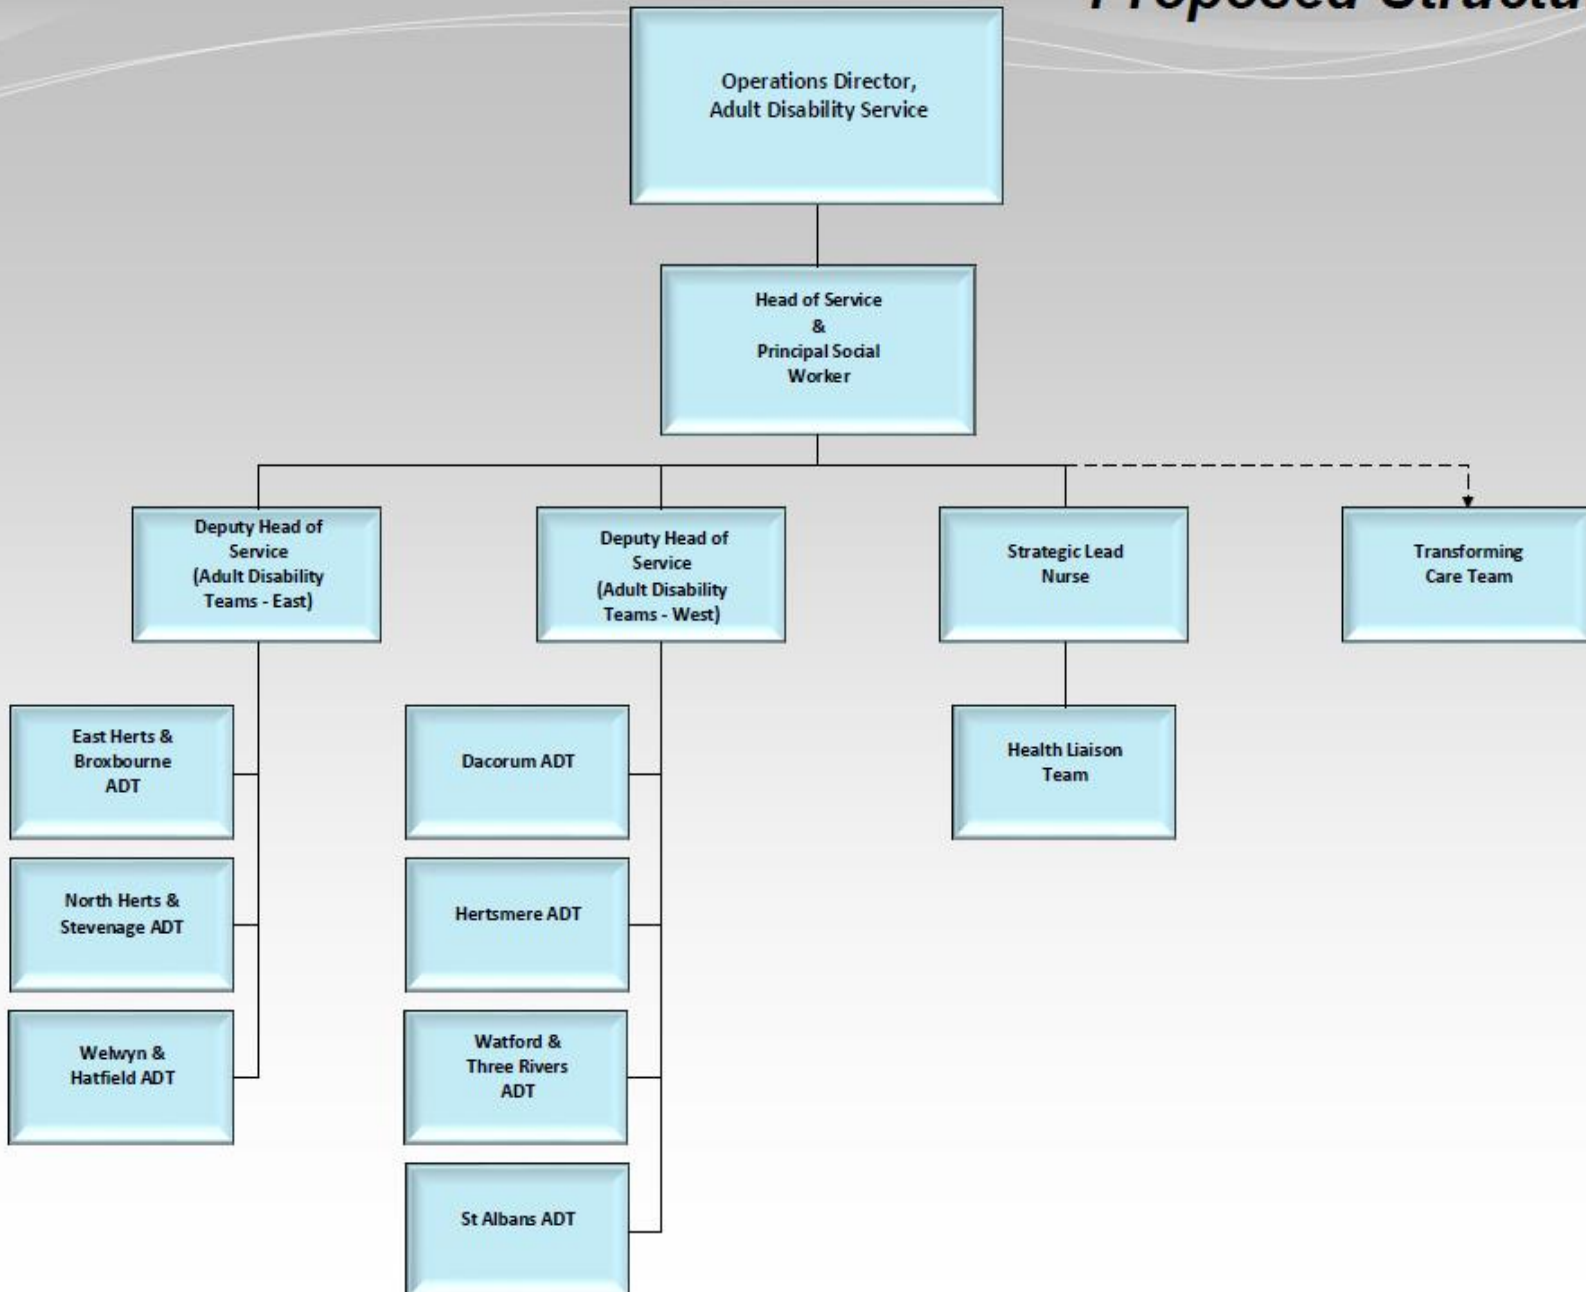 Proposed
Operations Director,
Adult Disability Service
Head of Service
&
Principal Social
Worker
Deputy Head of
Service
(Adult Disability
Teams - East)
Deputy Head of
Service
(Adult Disability
Teams - West)
Strategic Lead
Nurse
Transforming
Care Team
East Herts &
Broxbourne
ADT
North Herts &
Stevenage ADT
Welwyn &
Hatfield ADT
Dacorum ADT
Hertsmere ADT
Watford &
Three Rivers
ADT
St Albans ADT
Health Liaison
Team